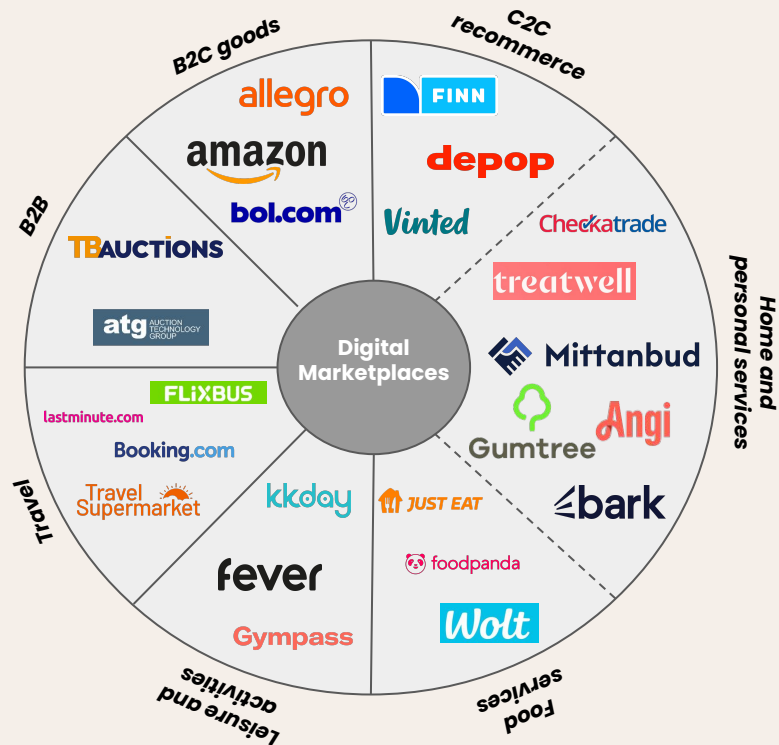 B2C goods
allegro
amazon
bol.com
C2C
recommerce
FINN
depop
Vinted
Home and
personal services
Checkatrade
treatwell
Mittanbud
Gumtree
Angi
bark
Food
services
JUST EAT
foodpanda
Wolt
Leisure and
activities
kkday
fever
Gympass
Travel
FLiXBUS
lastminute.com
Booking.com
Travel
Supermarket
B2B
TBAUCTIONS
atg
AUCTION
TECHNOLOGY
GROUP
Digital
Marketplaces